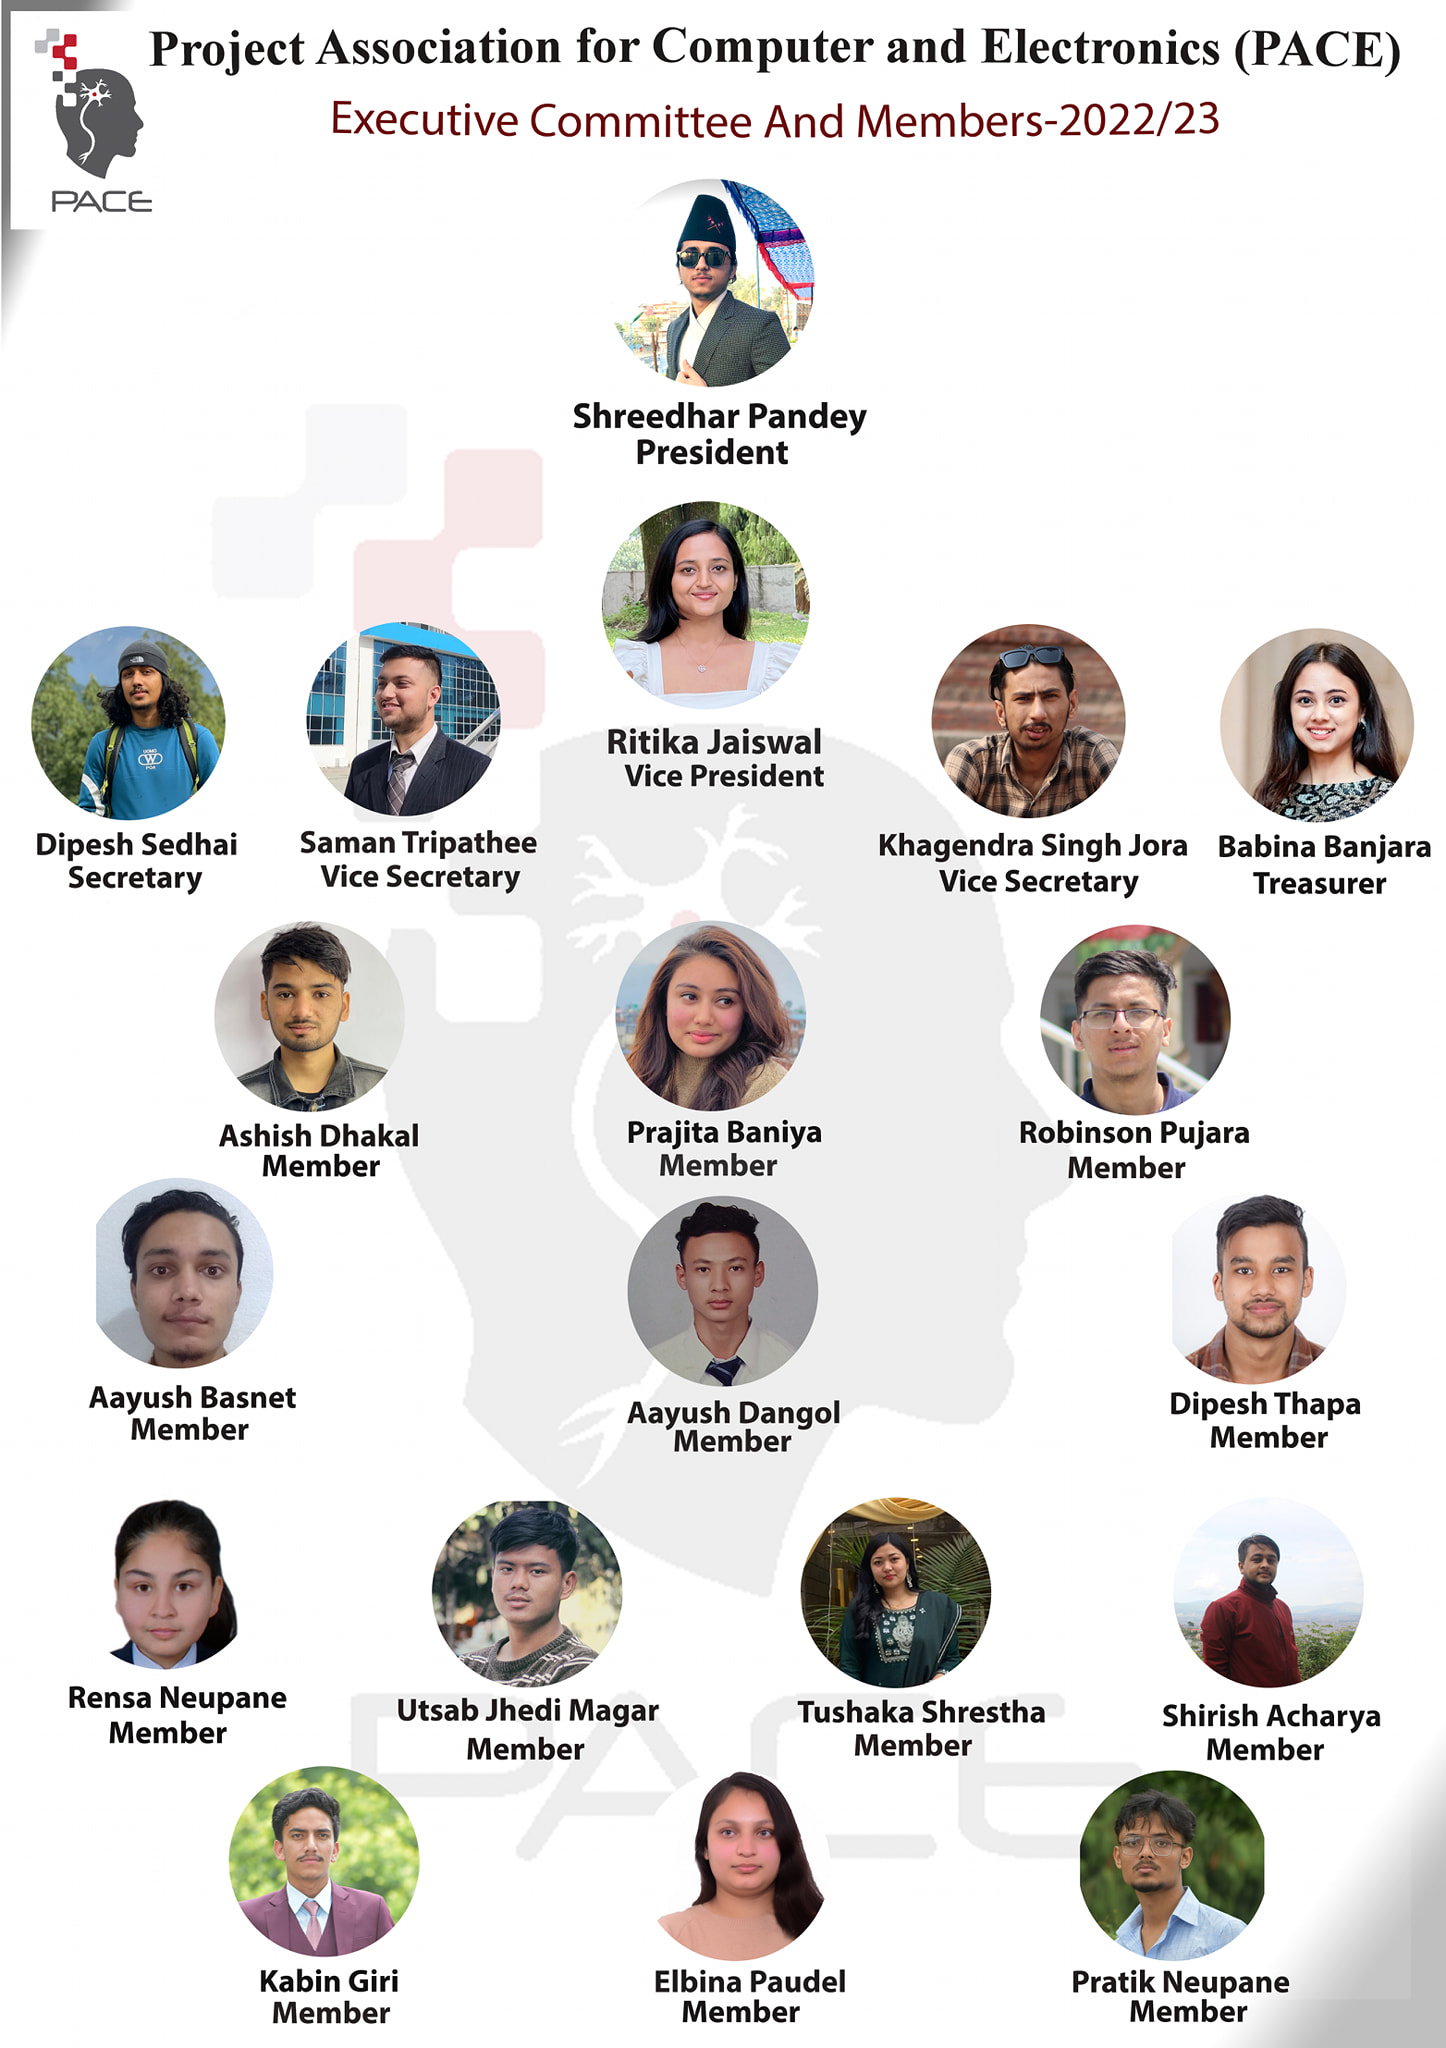 Project Association for Computer and Electronics (PACE)
Executive Committee And Members-2022/23
PACE
Shreedhar Pandey
President
Ritika Jaiswal
Vice President
Dipesh Sedhai
Secretary
Saman Tripathee
Vice Secretary
Khagendra Singh Jora
Vice Secretary
Babina Banjara
Treasurer
Ashish Dhakal
Member
Prajita Baniya
Member
Robinson Pujara
Member
Aayush Basnet
Member
Aayush Dangol
Member
Dipesh Thapa
Member
Rensa Neupane
Member
Utsab Jhedi Magar
Member
Tushaka Shrestha
Member
Shirish Acharya
Member
PACE
Kabin Giri
Member
Elbina Paudel
Member
Pratik Neupane
Member